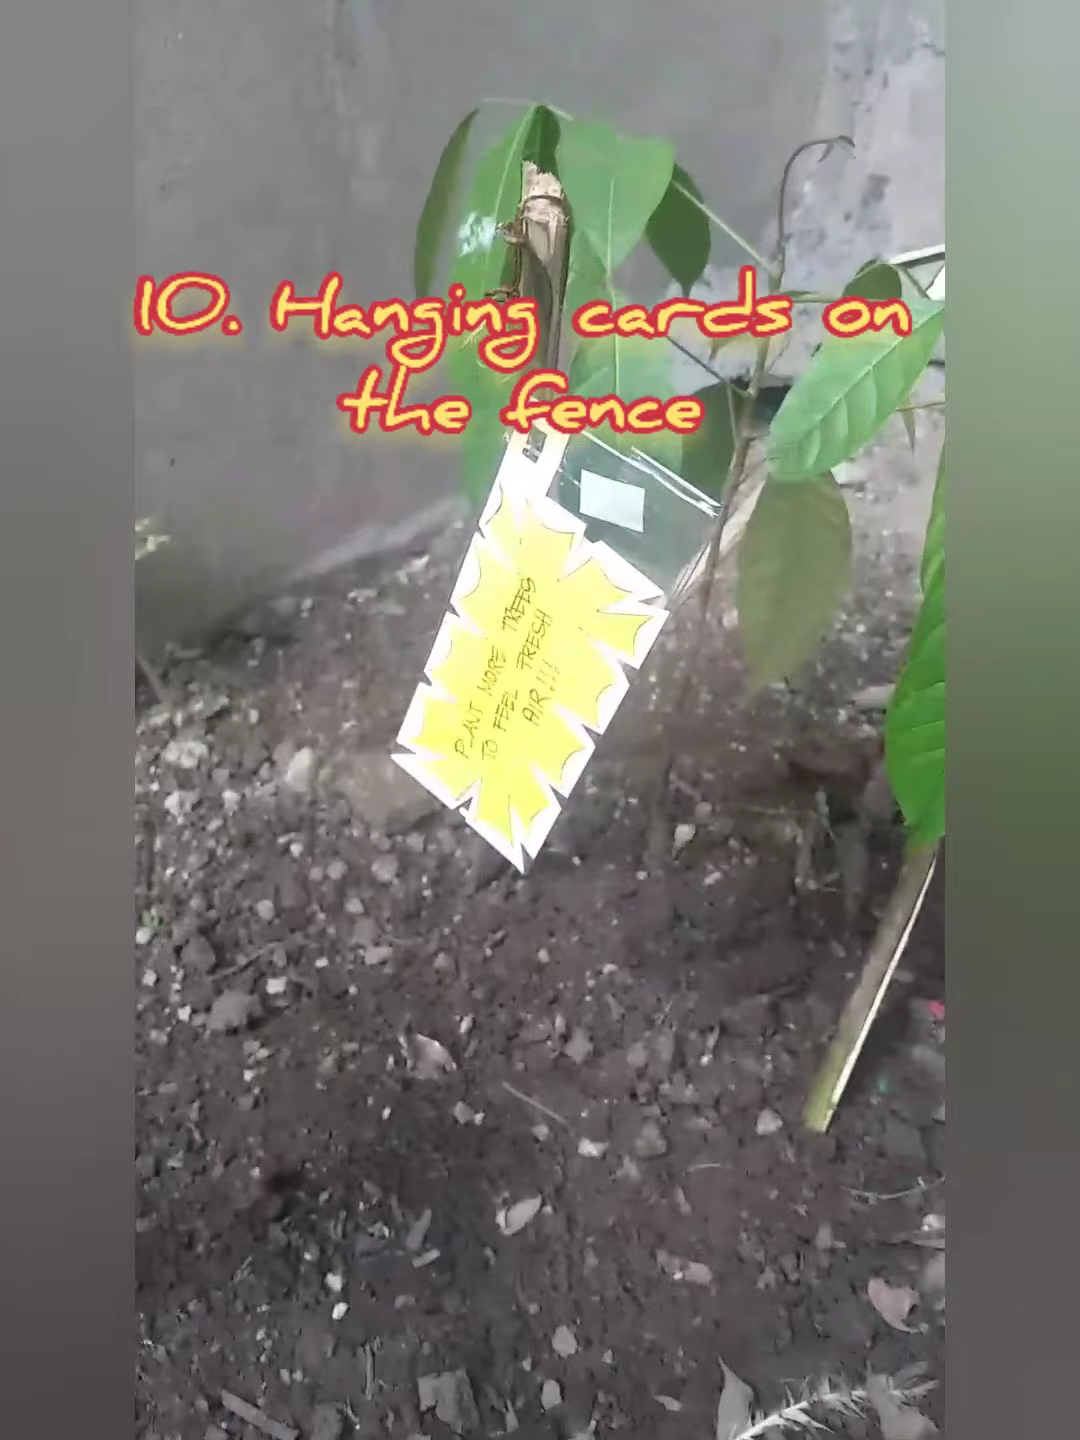 10. Hanging cards on
the fence
PLANT MORE TREES
TO FEEL FRESH
AIR!!!